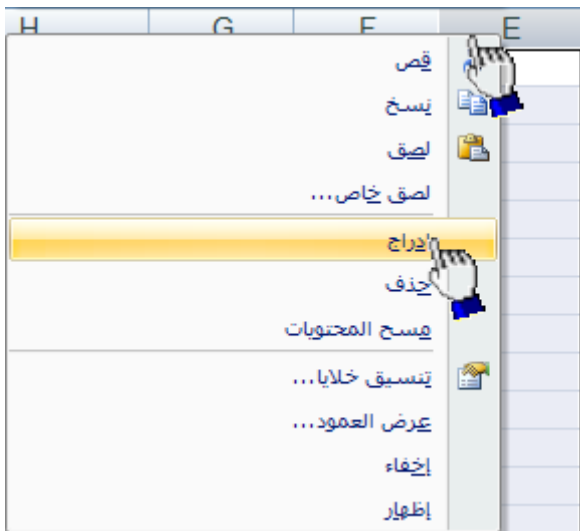 E F G H
قص
نسخ
لصق
لصق خاص...
إدراج
حذف
مسح المحتويات
تنسيق خلايا...
عرض العمود...
إخفاء
إظهار